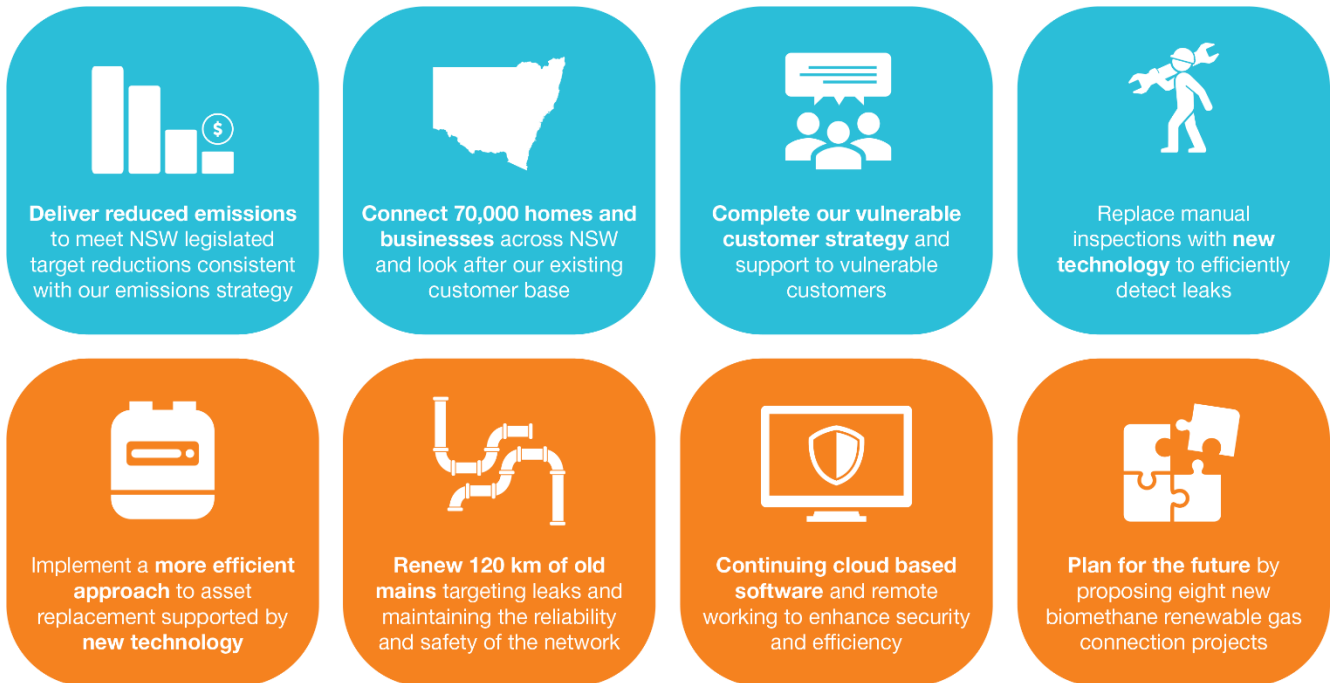 $
Deliver reduced emissions
to meet NSW legislated
target reductions consistent
with our emissions strategy
Connect 70,000 homes and
businesses across NSW
and look after our existing
customer base
Complete our vulnerable
customer strategy and
support to vulnerable
customers
Replace manual
inspections with new
technology to efficiently
detect leaks
Implement a more efficient
approach to asset
replacement supported by
new technology
Renew 120 km of old
mains targeting leaks and
maintaining the reliability
and safety of the network
Continuing cloud based
software and remote
working to enhance security
and efficiency
Plan for the future by
proposing eight new
biomethane renewable gas
connection projects